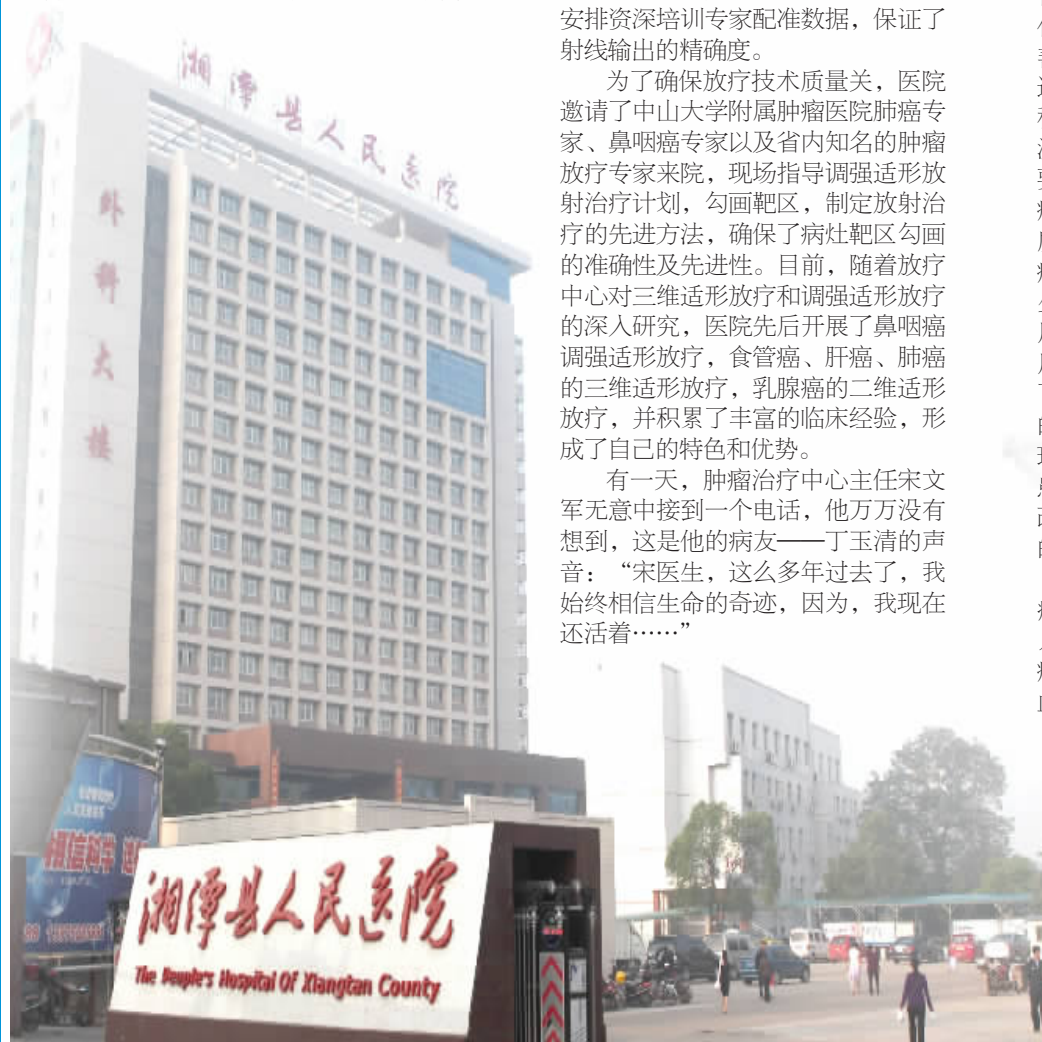 安排资深培训专家配准数据，保证了
射线输出的精确度。
为了确保放疗技术质量关，医院
邀请了中山大学附属肿瘤医院肺癌专
家、鼻咽癌专家以及省内知名的肿瘤
放疗专家来院，现场指导调强适形放
射治疗计划，勾画靶区，制定放射治
疗的先进方法，确保了病灶靶区勾画
的准确性及先进性。目前，随着放疗
中心对三维适形放疗和调强适形放疗
的深入研究，医院先后开展了鼻咽癌
调强适形放疗，食管癌、肝癌、肺癌
的三维适形放疗，乳腺癌的二维适形
放疗，并积累了丰富的临床经验，形
成了自己的特色和优势。
有一天，肿瘤治疗中心主任宋文
军无意中接到一个电话，他万万没有
想到，这是他的病友——丁玉清的声
音：“宋医生，这么多年过去了，我
始终相信生命的奇迹，因为，我现在
还活着……”
湘潭县人民医院
外科大楼
相信科学
湘潭县人民医院
The People's Hospital Of Xiangtan County